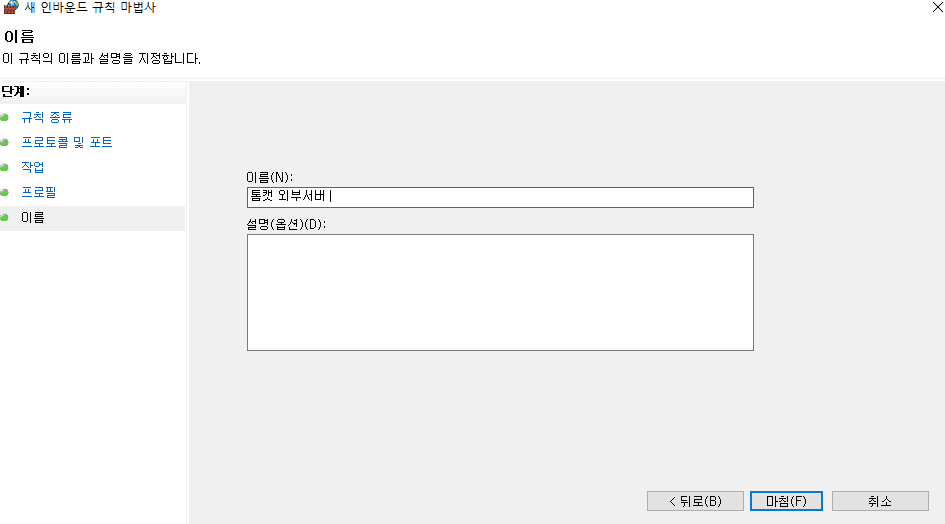 새 인바운드 규칙 마법사
이름
이 규칙의 이름과 설명을 지정합니다.
단계:
규칙 종류
프로토콜 및 포트
작업
프로필
이름
이름(N):
톰캣 외부서버
설명(옵션)(D):
< 뒤로(B)
마침(F)
취소